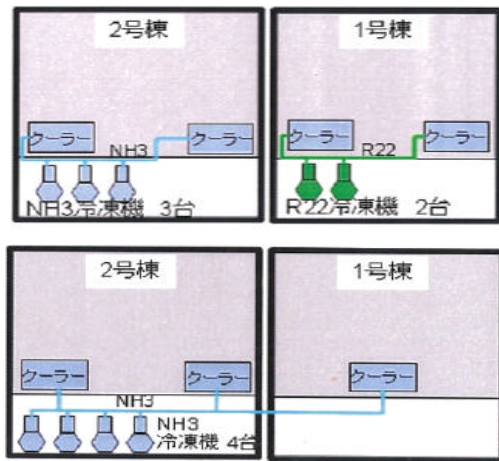 2号棟
1号棟
クーラー
クーラー
NH3
NH3冷凍機 3台
クーラー
クーラー
R22
R22冷凍機 2台
2号棟
1号棟
クーラー
クーラー
クーラー
NH3
NH3
冷凍機 4台